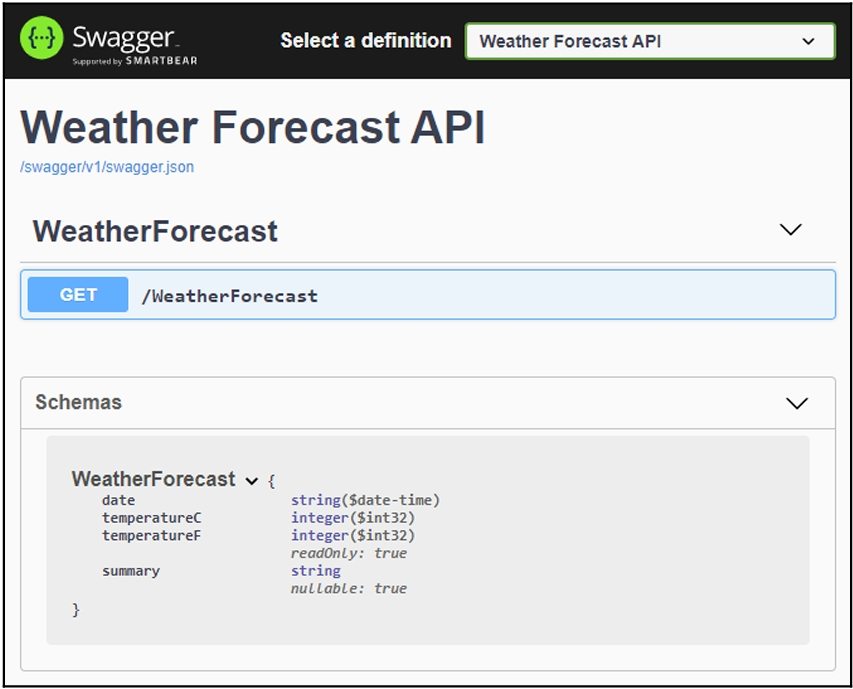 {···} Swagger
Supported by SMARTBEAR
Select a definition
Weather Forecast API
Weather Forecast API
/swagger/v1/swagger.json
WeatherForecast
GET /WeatherForecast
Schemas
WeatherForecast {
date string($date-time)
temperatureC integer($int32)
temperatureF integer($int32)
readOnly: true
summary string
nullable: true
}